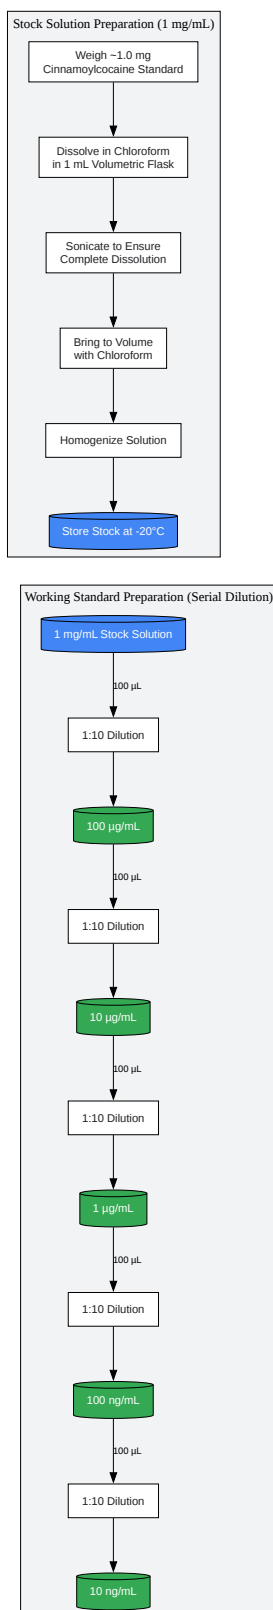 Stock Solution Preparation (1 mg/mL)
Weigh ~1.0 mg
Cinnamoylcocaine Standard
Dissolve in Chloroform
in 1 mL Volumetric Flask
Sonicate to Ensure
Complete Dissolution
Bring to Volume
with Chloroform
Homogenize Solution
Store Stock at -20°C
Working Standard Preparation (Serial Dilution)
1 mg/mL Stock Solution
100 µL
1:10 Dilution
100 µg/mL
100 µL
1:10 Dilution
10 µg/mL
100 µL
1:10 Dilution
1 µg/mL
100 µL
1:10 Dilution
100 ng/mL
100 µL
1:10 Dilution
10 ng/mL